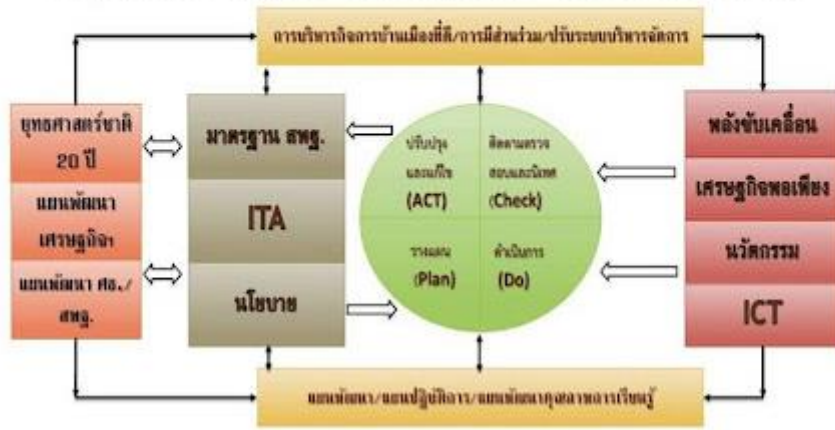 การบริหารกิจการบ้านเมืองที่ดี/การมีส่วนร่วม/ปรับระบบบริหารจัดการ
ยุทธศาสตร์ชาติ
20 ปี
แผนพัฒนา
เศรษฐกิจฯ
แผนพัฒนา ศธ./
สพฐ.
มาตรฐาน สพฐ.
ITA
นโยบาย
ปรับปรุง
และแก้ไข
(ACT)
ติดตามตรวจ
สอบและนิเทศ
(Check)
วางแผน
(Plan)
ดำเนินการ
(Do)
พลังขับเคลื่อน
เศรษฐกิจพอเพียง
นวัตกรรม
ICT
แผนพัฒนา/แผนปฏิบัติการ/แผนพัฒนาคุณภาพการเรียนรู้